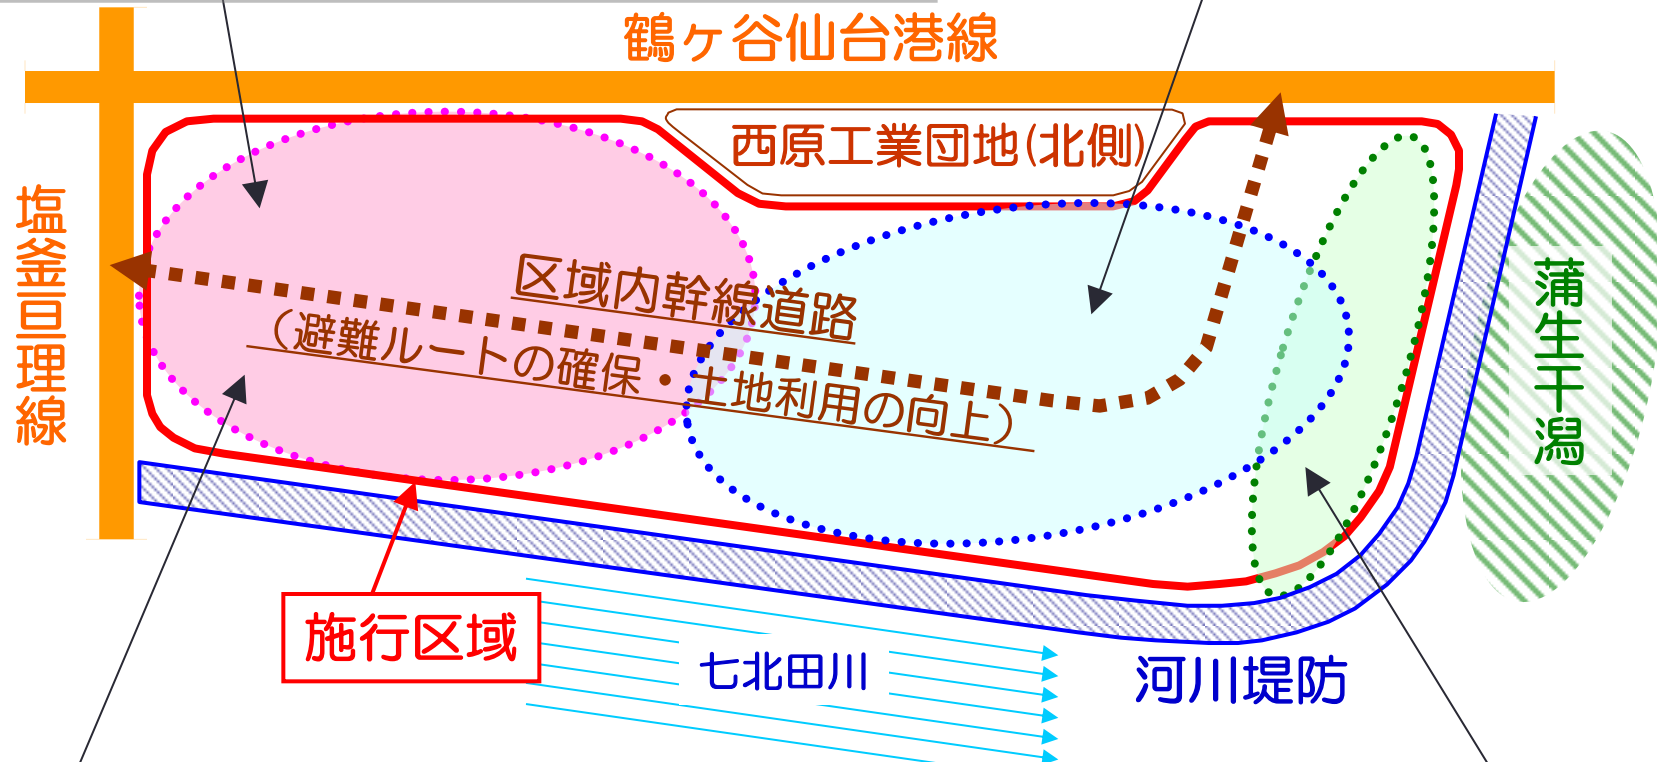 鶴ヶ谷仙台港線
西原工業団地(北側)
塩釜亘理線
区域内幹線道路
（避難ルートの確保・土地利用の向上）
蒲生干潟
施行区域
七北田川
河川堤防